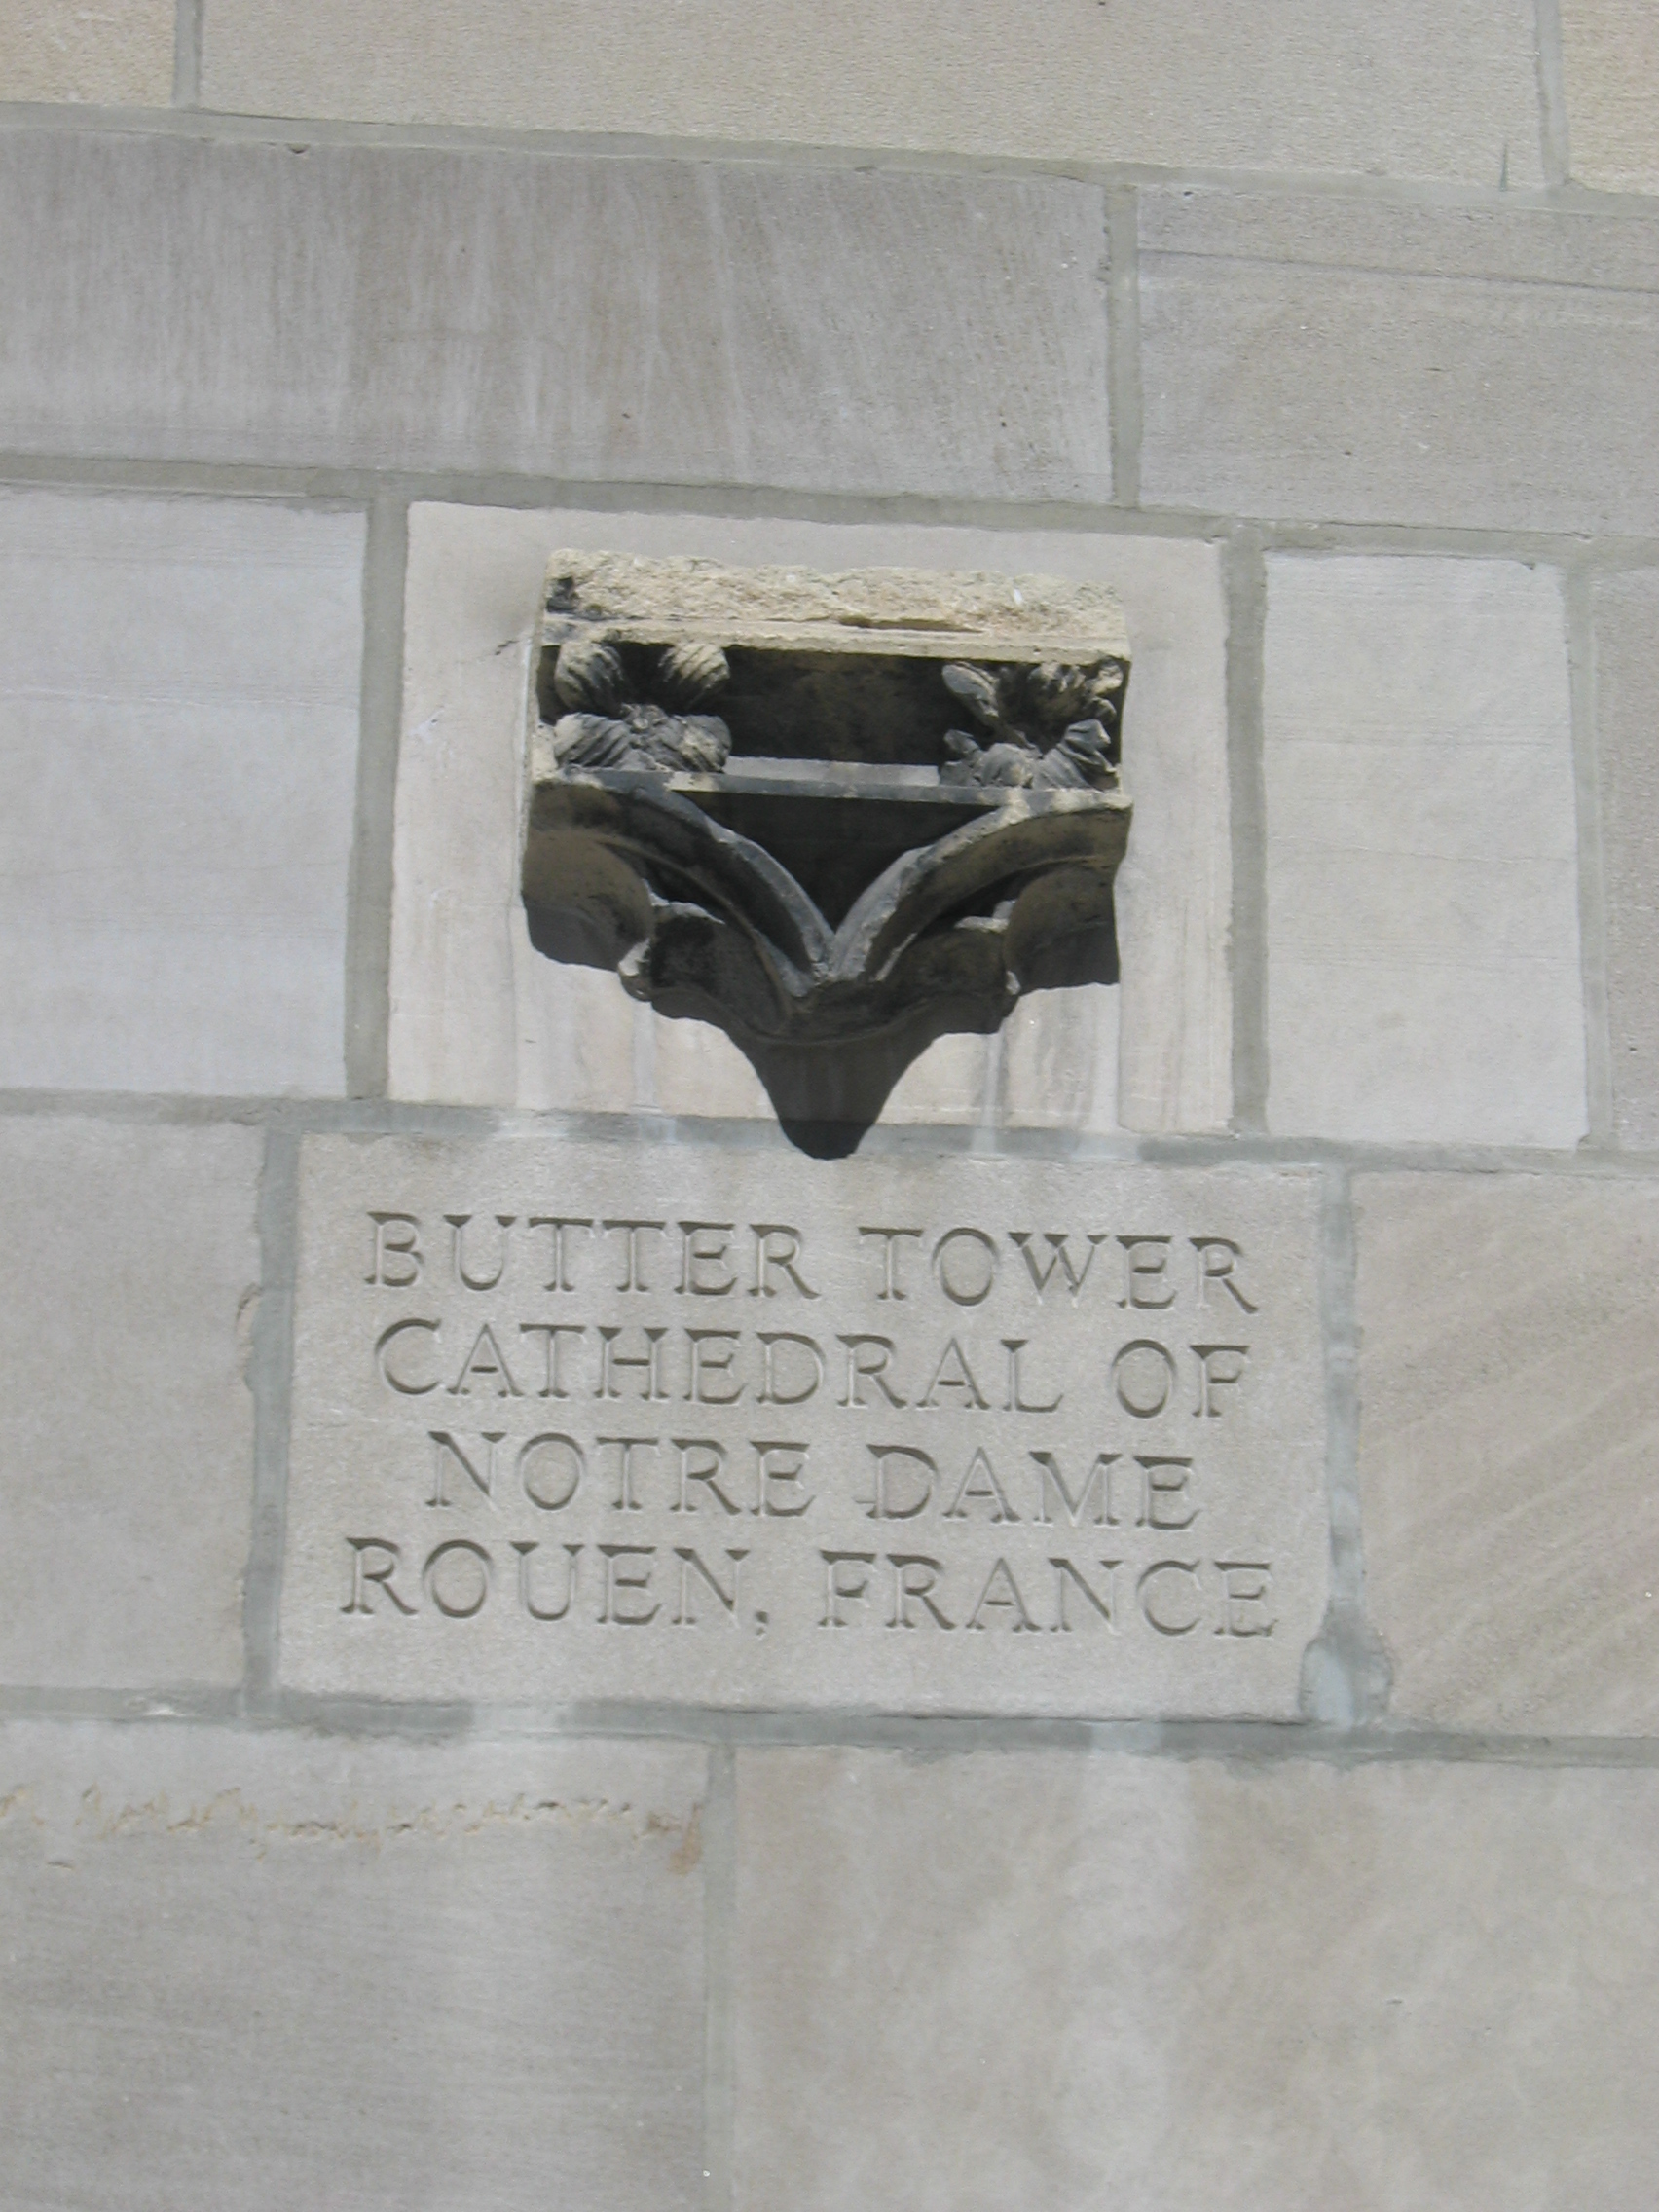 BUTTER TOWER
CATHEDRAL OF
NOTRE DAME
ROUEN, FRANCE